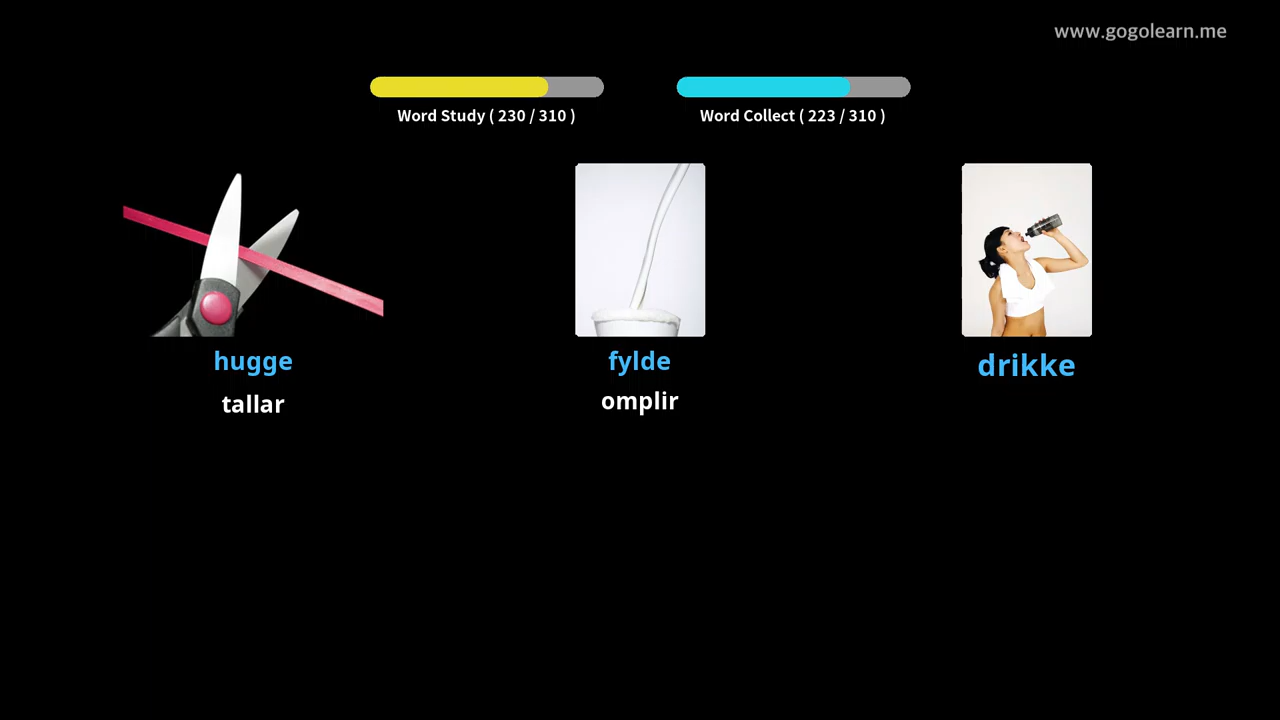 www.gogolearn.me
Word Study ( 230 / 310 )
Word Collect ( 223 / 310 )
hugge
tallar
fylde
omplir
drikke